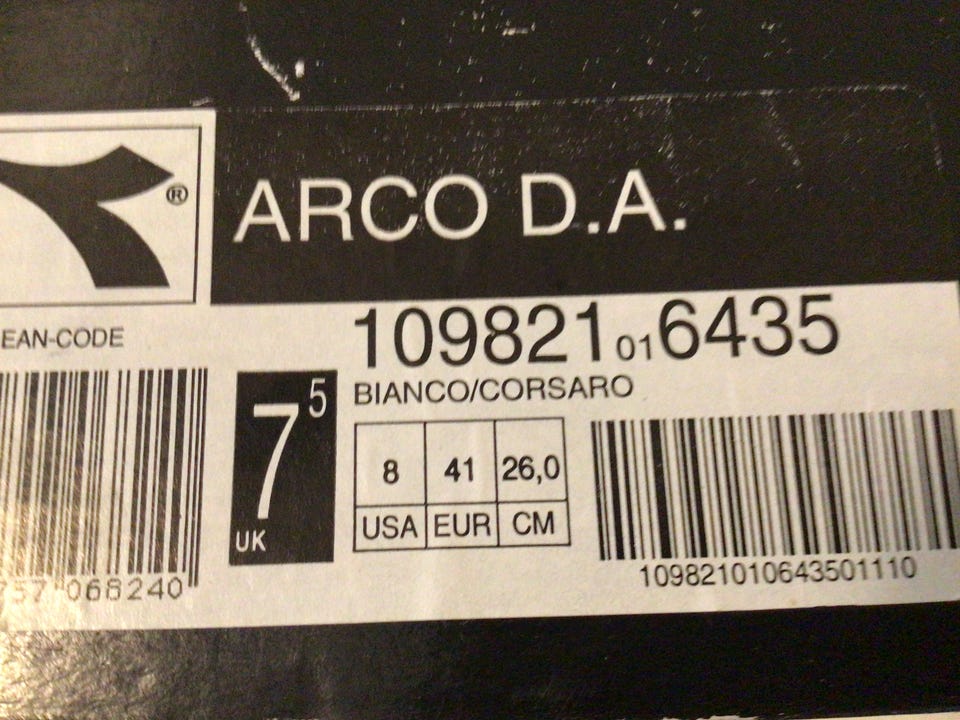 ®
ARCO D.A.
EAN-CODE
109821 01 6435
BIANCO/CORSARO
7 5
UK
8 41 26,0
USA EUR CM
068240
109821010643501110